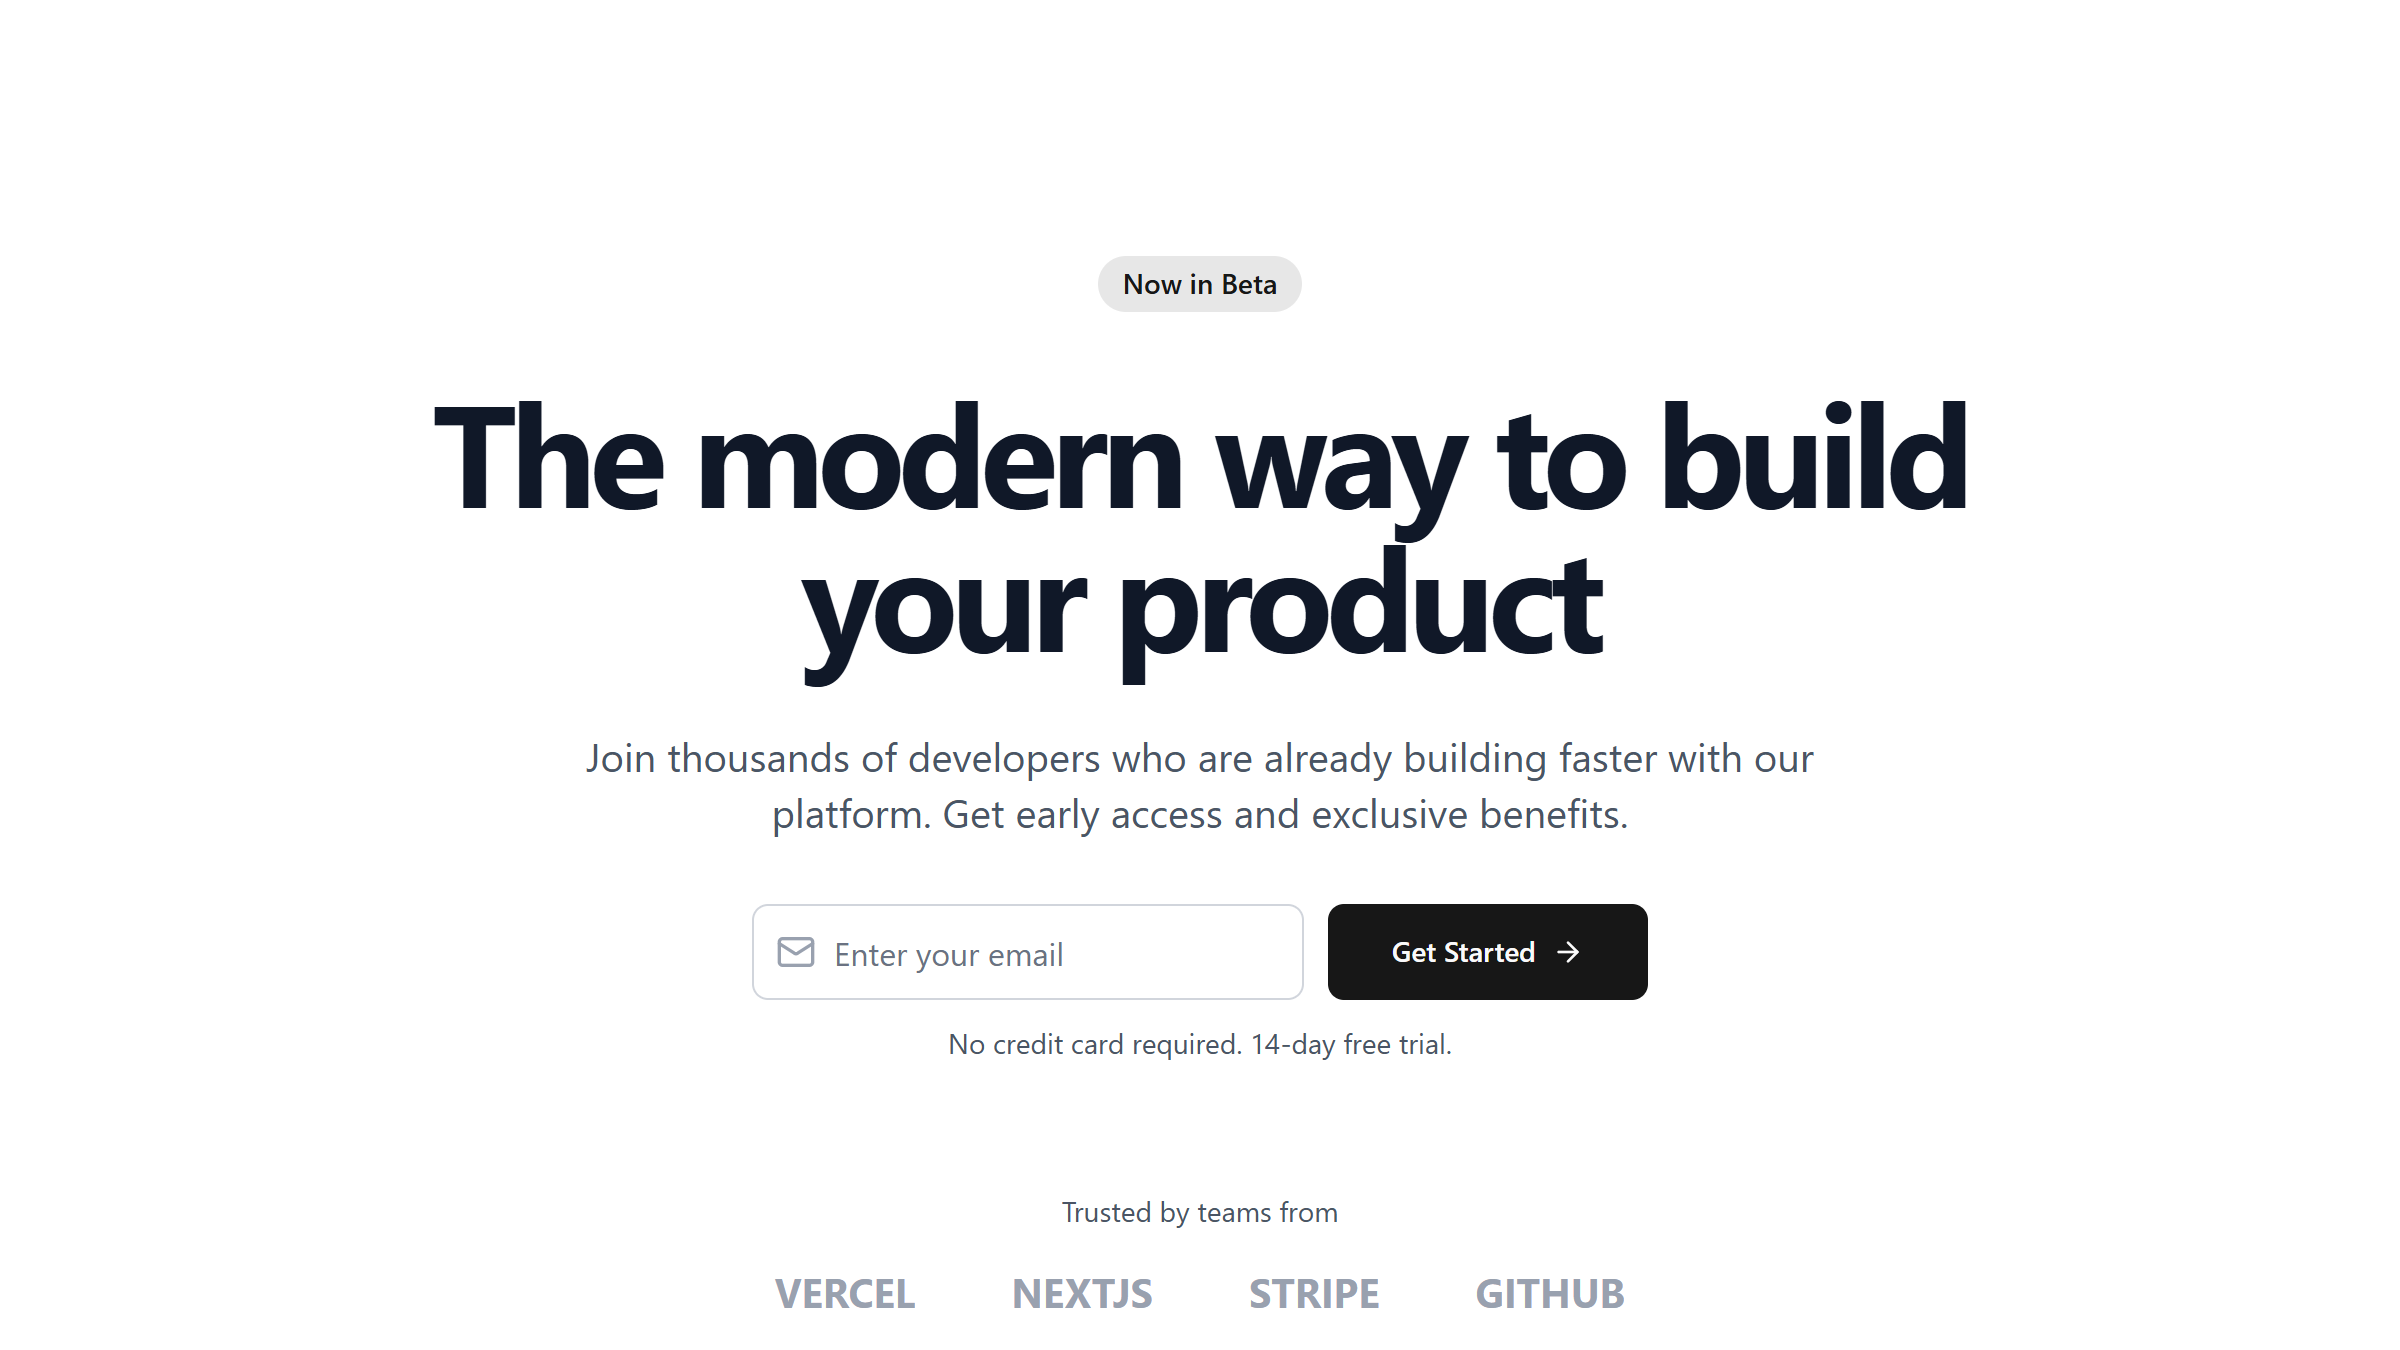 Now in Beta
The modern way to build
your product
Join thousands of developers who are already building faster with our
platform. Get early access and exclusive benefits.
Enter your email
Get Started
No credit card required. 14-day free trial.
Trusted by teams from
VERCEL NEXTJS STRIPE GITHUB